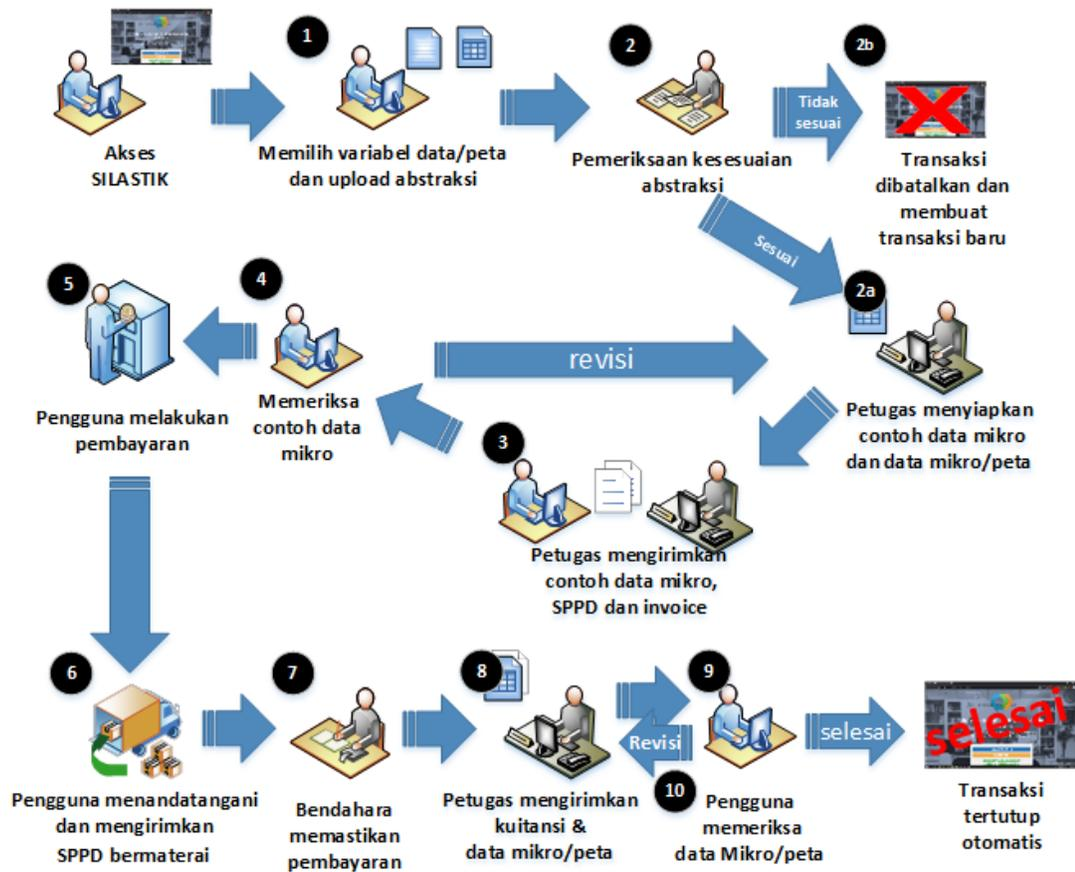 1
2
2b
Akses
SILASTIK
Memilih variabel data/peta
dan upload abstraksi
Pemeriksaan kesesuaian
abstraksi
Tidak
sesuai
Transaksi
dibatalkan dan
membuat
transaksi baru
Sesuai
5
4
2a
revisi
Pengguna melakukan
pembayaran
Memeriksa
contoh data
mikro
3
Petugas menyiapkan
contoh data mikro
dan data mikro/peta
Petugas mengirimkan
contoh data mikro,
SPPD dan invoice
6
7
8
9
Revisi
selesai
selesai
10
Pengguna menandatangani
dan mengirimkan
SPPD bermaterai
Bendahara
memastikan
pembayaran
Petugas mengirimkan
kuitansi &
data mikro/peta
Pengguna
memeriksa
data Mikro/peta
Transaksi
tertutup
otomatis